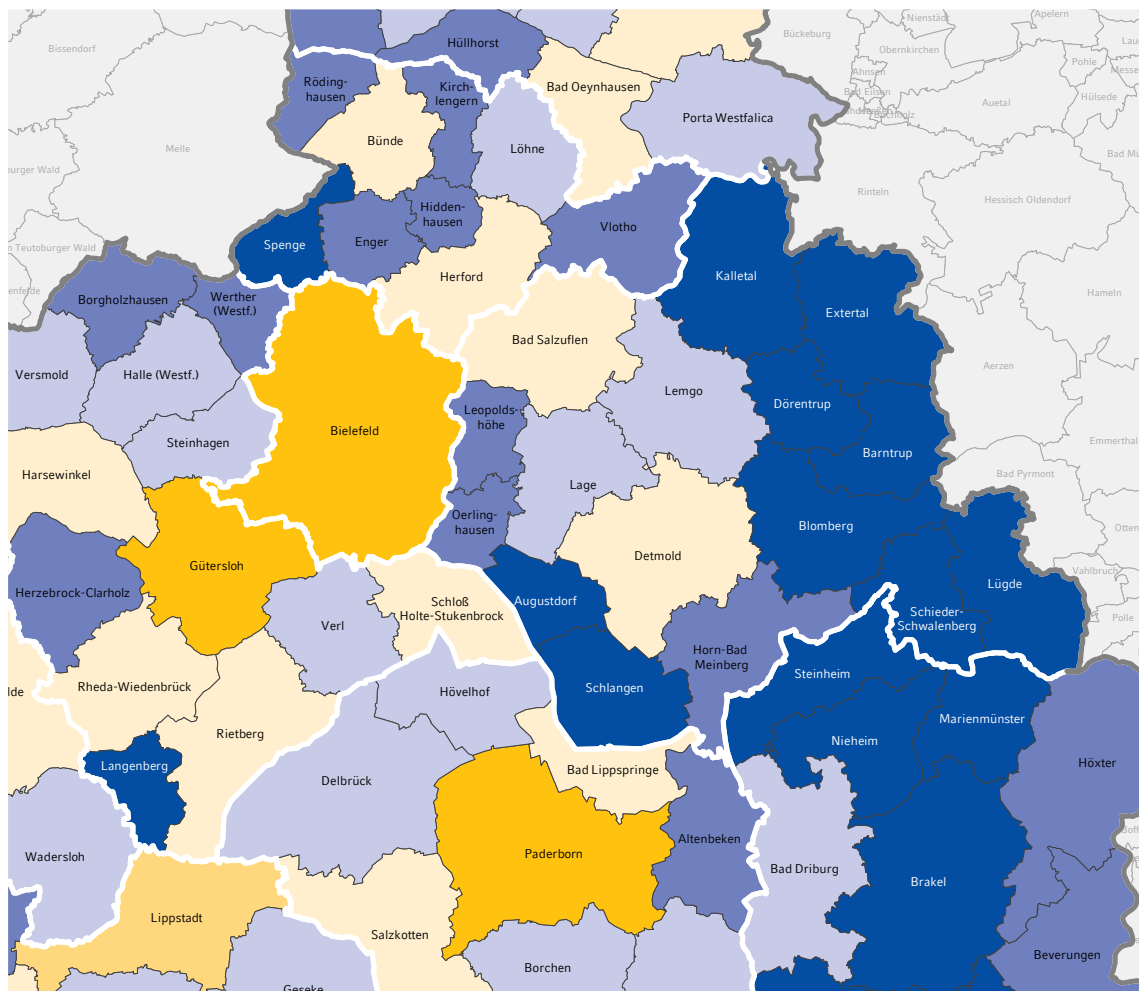 Nienstädt
Apelern
Bückeburg
Hüllhorst
Bissendorf
Obernkirchen
Pohle
Ahnsen
Röding-
hausen
Kirch-
lengern
Bad Oeynhausen
Bad Eilsen
Hülsede
Auetal
Buchholz
Porta Westfalica
Bünde
Melle
Löhne
Rinteln
Hessisch Oldendorf
Hidden-
hausen
Vlotho
Spenge
Enger
Teutoburger Wald
Herford
Kalletal
Werther
(Westf.)
Borgholzhausen
Hameln
Extertal
Bad Salzuflen
Aerzen
Versmold
Halle (Westf.)
Lemgo
Dörentrup
Leopolds-
höhe
Bielefeld
Steinhagen
Emmerthal
Barntrup
Harsewinkel
Bad Pyrmont
Lage
Oerling-
hausen
Blomberg
Detmold
Gütersloh
Vahlbruch
Lügde
Herzebrock-Clarholz
Augustdorf
Schloß
Holte-Stukenbrock
Schieder-
Schwalenberg
Polle
Verl
Horn-Bad
Meinberg
Steinheim
Rheda-Wiedenbrück
Hövelhof
Schlangen
Marienmünster
Rietberg
Nieheim
Langenberg
Bad Lippspringe
Höxter
Delbrück
Altenbeken
Wadersloh
Paderborn
Bad Driburg
Brakel
Lippstadt
Salzkotten
Borchen
Beverungen
Geseke